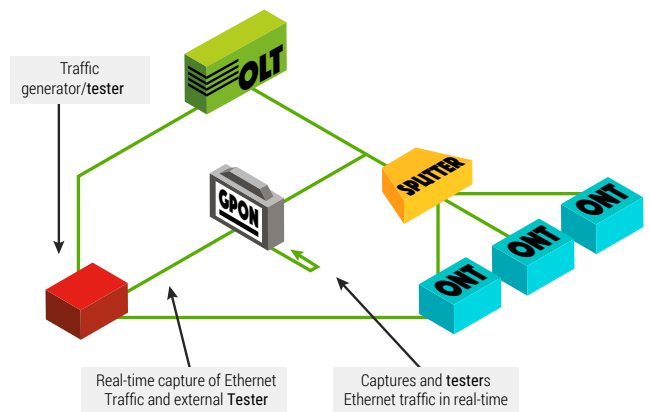 OLT
Traffic
generator/tester
GPON
SPLITTER
ONT
ONT
ONT
Real-time capture of Ethernet
Traffic and external Tester
Captures and testers
Ethernet traffic in real-time